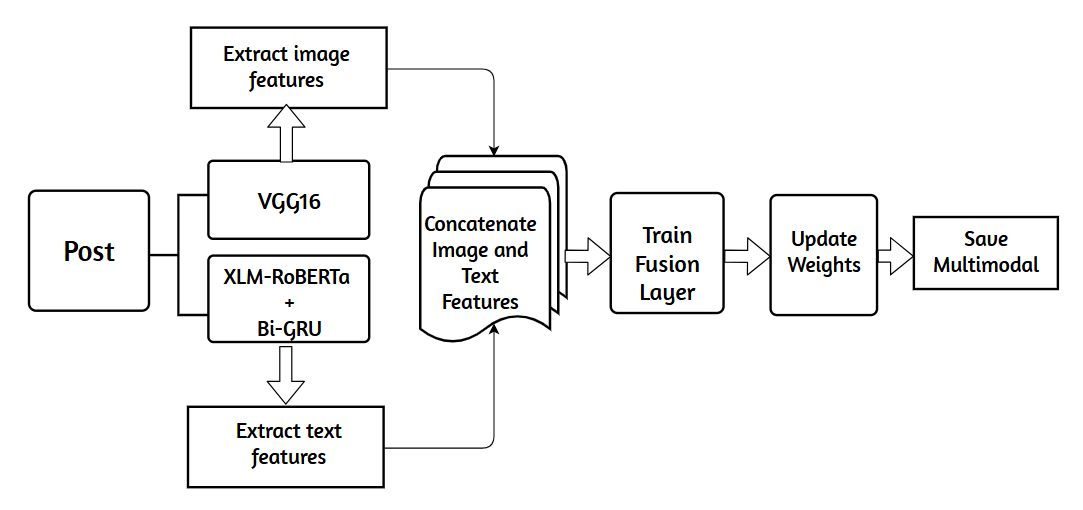 Post
VGG16
XLM-RoBERTa
+
Bi-GRU
Extract image
features
Extract text
features
Concatenate
Image and
Text
Features
Train
Fusion
Layer
Update
Weights
Save
Multimodal